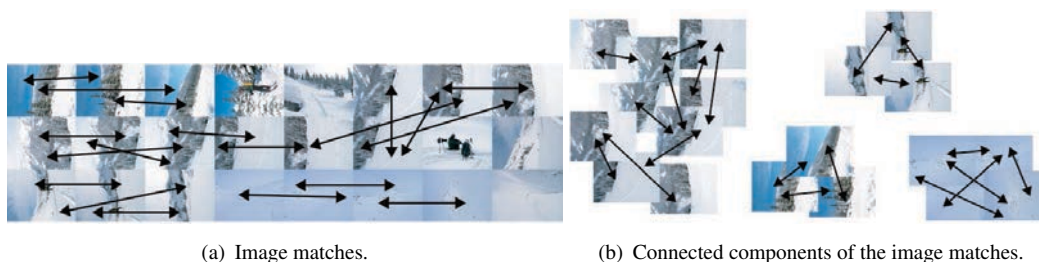 (a) Image matches.
(b) Connected components of the image matches.